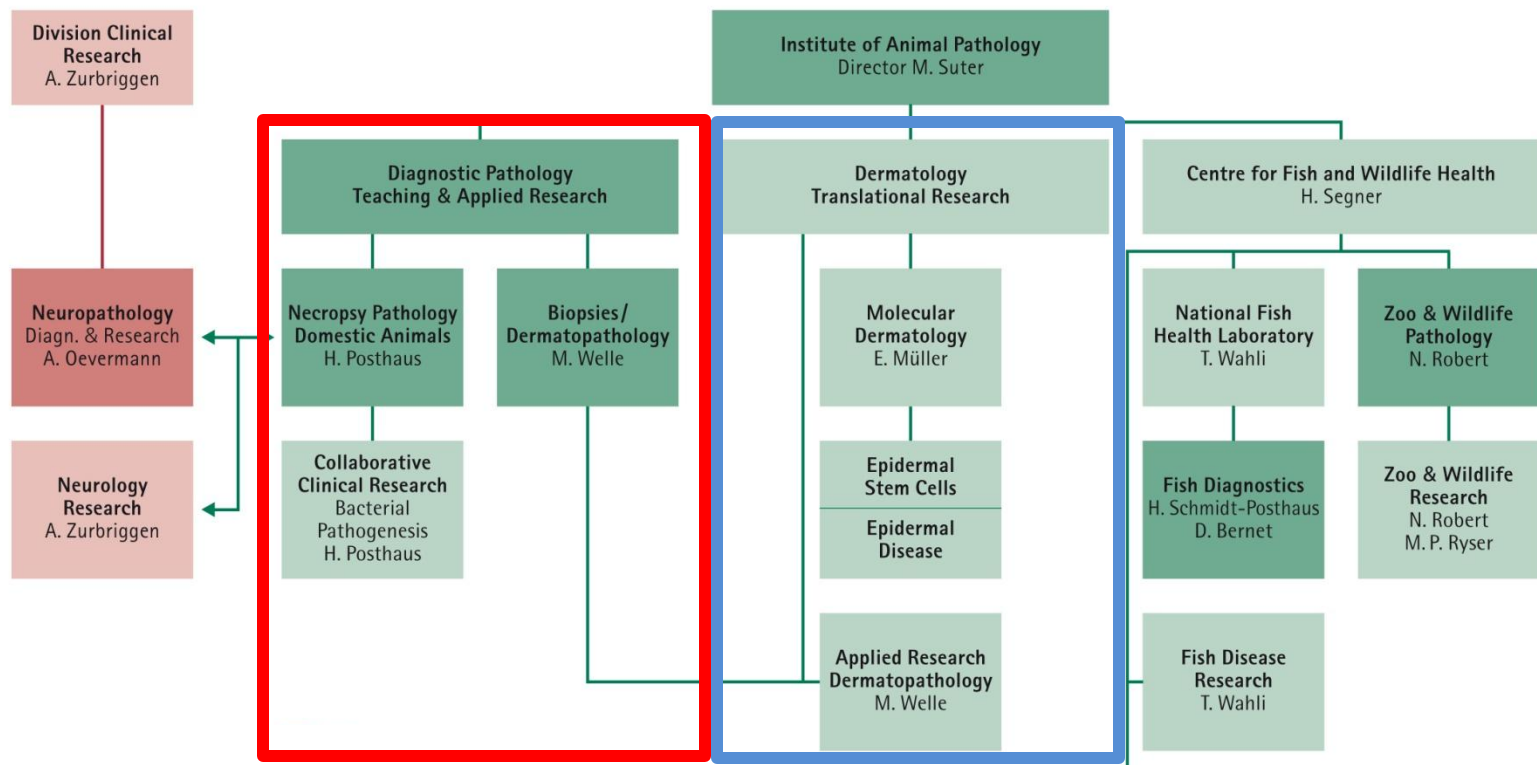 Division Clinical
Research
A. Zurbriggen
Institute of Animal Pathology
Director M. Suter
Diagnostic Pathology
Teaching & Applied Research
Dermatology
Translational Research
Centre for Fish and Wildlife Health
H. Segner
Neuropathology
Diagn. & Research
A. Oevermann
Necropsy Pathology
Domestic Animals
H. Posthaus
Biopsies/
Dermatopathology
M. Welle
Molecular
Dermatology
E. Müller
National Fish
Health Laboratory
T. Wahli
Zoo & Wildlife
Pathology
N. Robert
Neurology
Research
A. Zurbriggen
Collaborative
Clinical Research
Bacterial
Pathogenesis
H. Posthaus
Epidermal
Stem Cells
Epidermal
Disease
Fish Diagnostics
H. Schmidt-Posthaus
D. Bernet
Zoo & Wildlife
Research
N. Robert
M. P. Ryser
Applied Research
Dermatopathology
M. Welle
Fish Disease
Research
T. Wahli